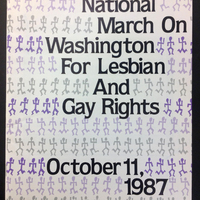 National
March On
Washington
For Lesbian
And
Gay Rights
October 11,
1987